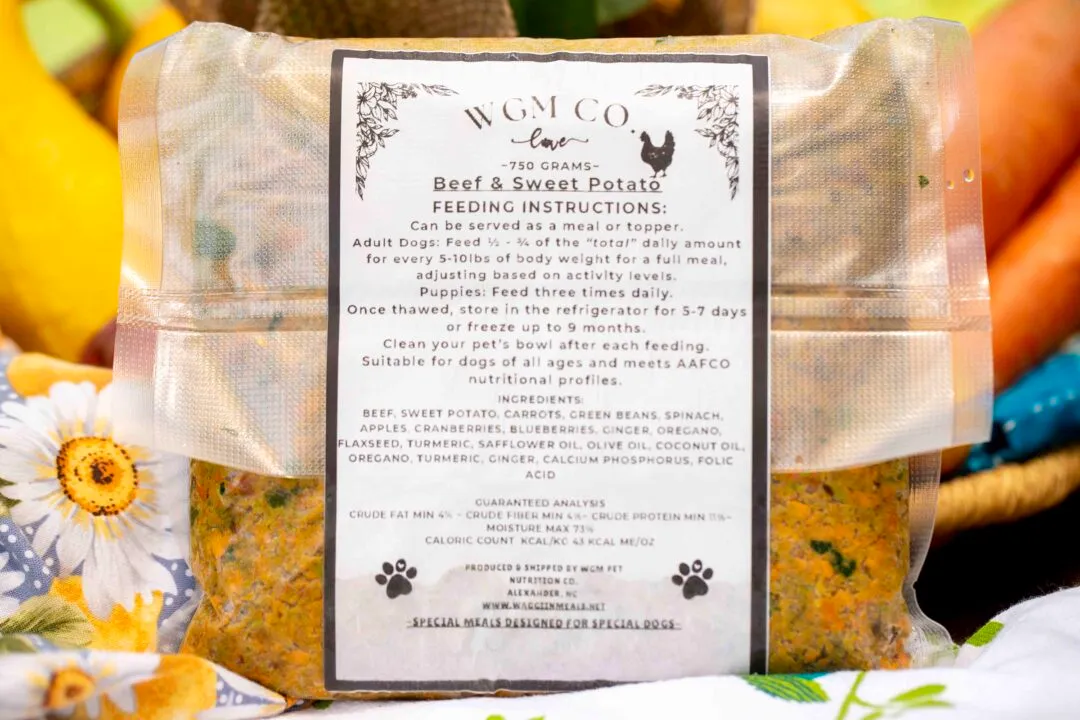 WGM CO.
love
~750 GRAMS~
Beef & Sweet Potato
FEEDING INSTRUCTIONS:
Can be served as a meal or topper.
Adult Dogs: Feed ½ - ¾ of the "total" daily amount
for every 5-10lbs of body weight for a full meal,
adjusting based on activity levels.
Puppies: Feed three times daily.
Once thawed, store in the refrigerator for 5-7 days
or freeze up to 9 months.
Clean your pet's bowl after each feeding.
Suitable for dogs of all ages and meets AAFCO
nutritional profiles.
INGREDIENTS:
BEEF, SWEET POTATO, CARROTS, GREEN BEANS, SPINACH,
APPLES, CRANBERRIES, BLUEBERRIES, GINGER, OREGANO,
FLAXSEED, TURMERIC, SAFFLOWER OIL, OLIVE OIL, COCONUT OIL,
OREGANO, TURMERIC, GINGER, CALCIUM PHOSPHORUS, FOLIC
ACID
GUARANTEED ANALYSIS
CRUDE FAT MIN 4% ~ CRUDE FIBER MIN 4%~ CRUDE PROTEIN MIN 11%~
MOISTURE MAX 73%
CALORIC COUNT KCAL/KG 43 KCAL ME/OZ
PRODUCED & SHIPPED BY WGM PET
NUTRITION CO.
ALEXANDER, NC
WWW.WAGGEINMEALS.NET
~SPECIAL MEALS DESIGNED FOR SPECIAL DOGS~